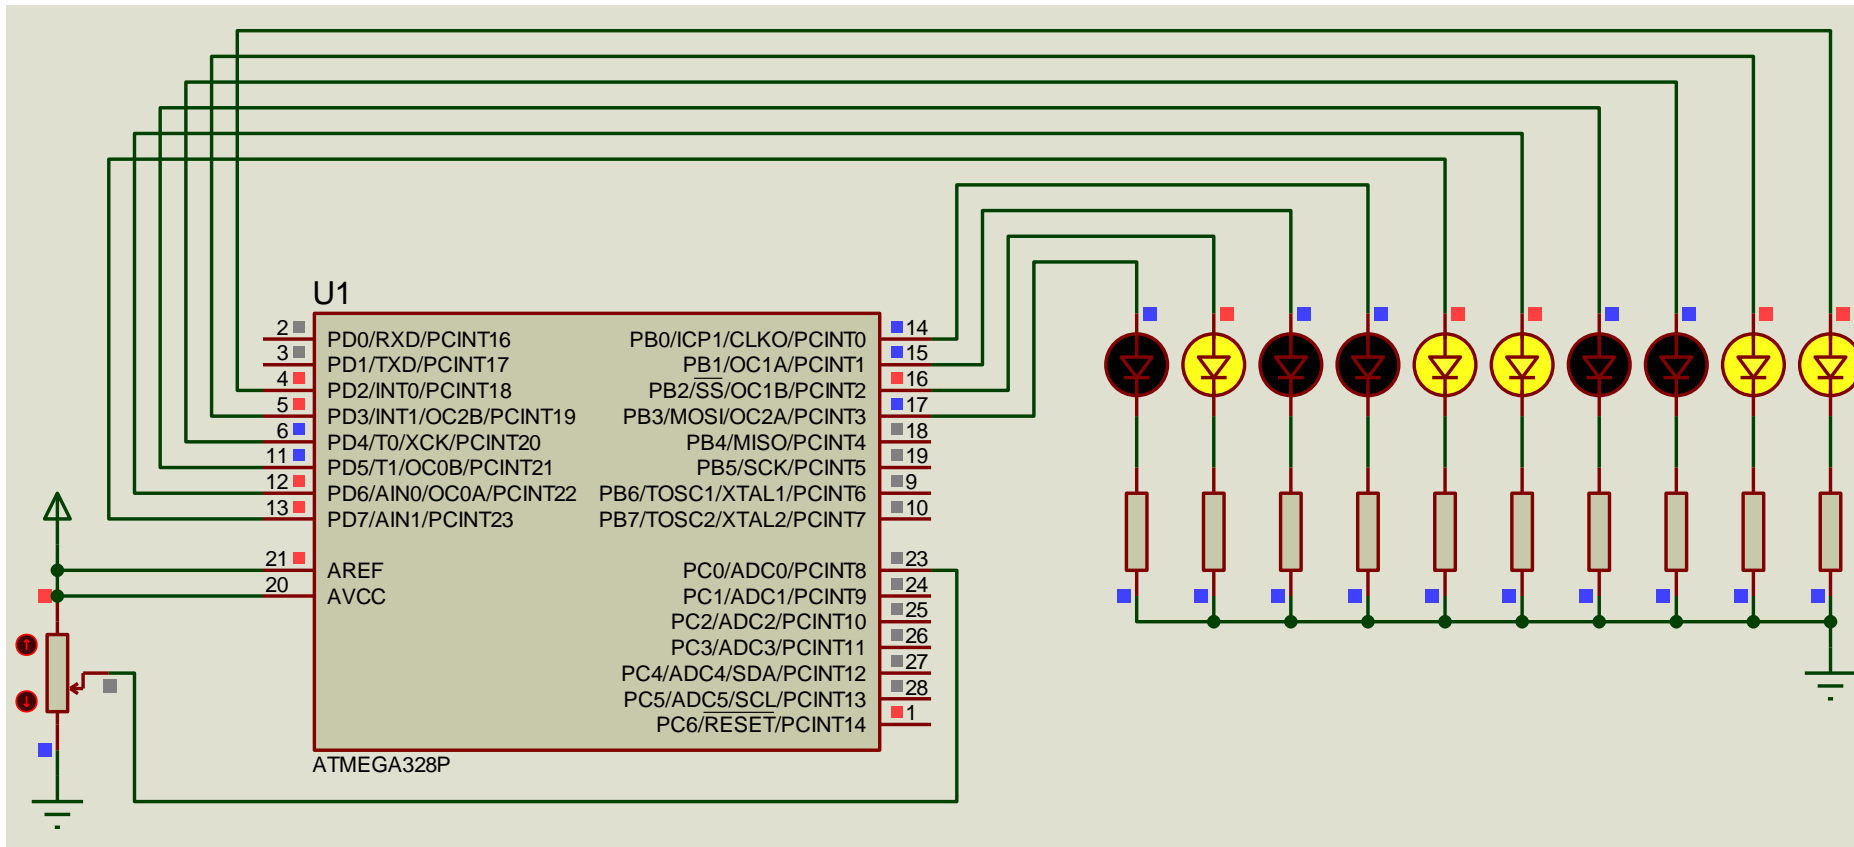 U1
2 PD0/RXD/PCINT16 PB0/ICP1/CLKO/PCINT0 14
3 PD1/TXD/PCINT17 PB1/OC1A/PCINT1 15
4 PD2/INT0/PCINT18 PB2/SS/OC1B/PCINT2 16
5 PD3/INT1/OC2B/PCINT19 PB3/MOSI/OC2A/PCINT3 17
6 PD4/T0/XCK/PCINT20 PB4/MISO/PCINT4 18
11 PD5/T1/OC0B/PCINT21 PB5/SCK/PCINT5 19
12 PD6/AIN0/OC0A/PCINT22 PB6/TOSC1/XTAL1/PCINT6 9
13 PD7/AIN1/PCINT23 PB7/TOSC2/XTAL2/PCINT7 10
21 AREF PC0/ADC0/PCINT8 23
20 AVCC PC1/ADC1/PCINT9 24
PC2/ADC2/PCINT10 25
PC3/ADC3/PCINT11 26
PC4/ADC4/SDA/PCINT12 27
PC5/ADC5/SCL/PCINT13 28
PC6/RESET/PCINT14 1
ATMEGA328P